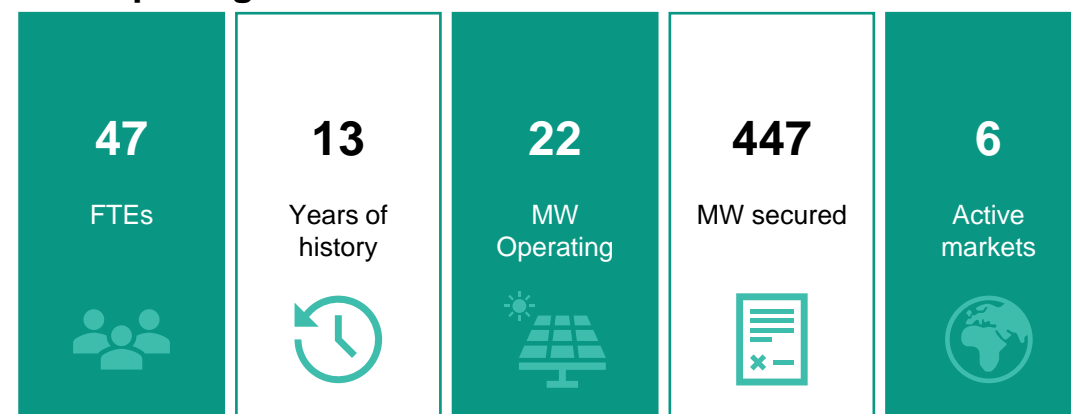 47
FTEs
13
Years of
history
22
MW
Operating
447
MW secured
6
Active
markets